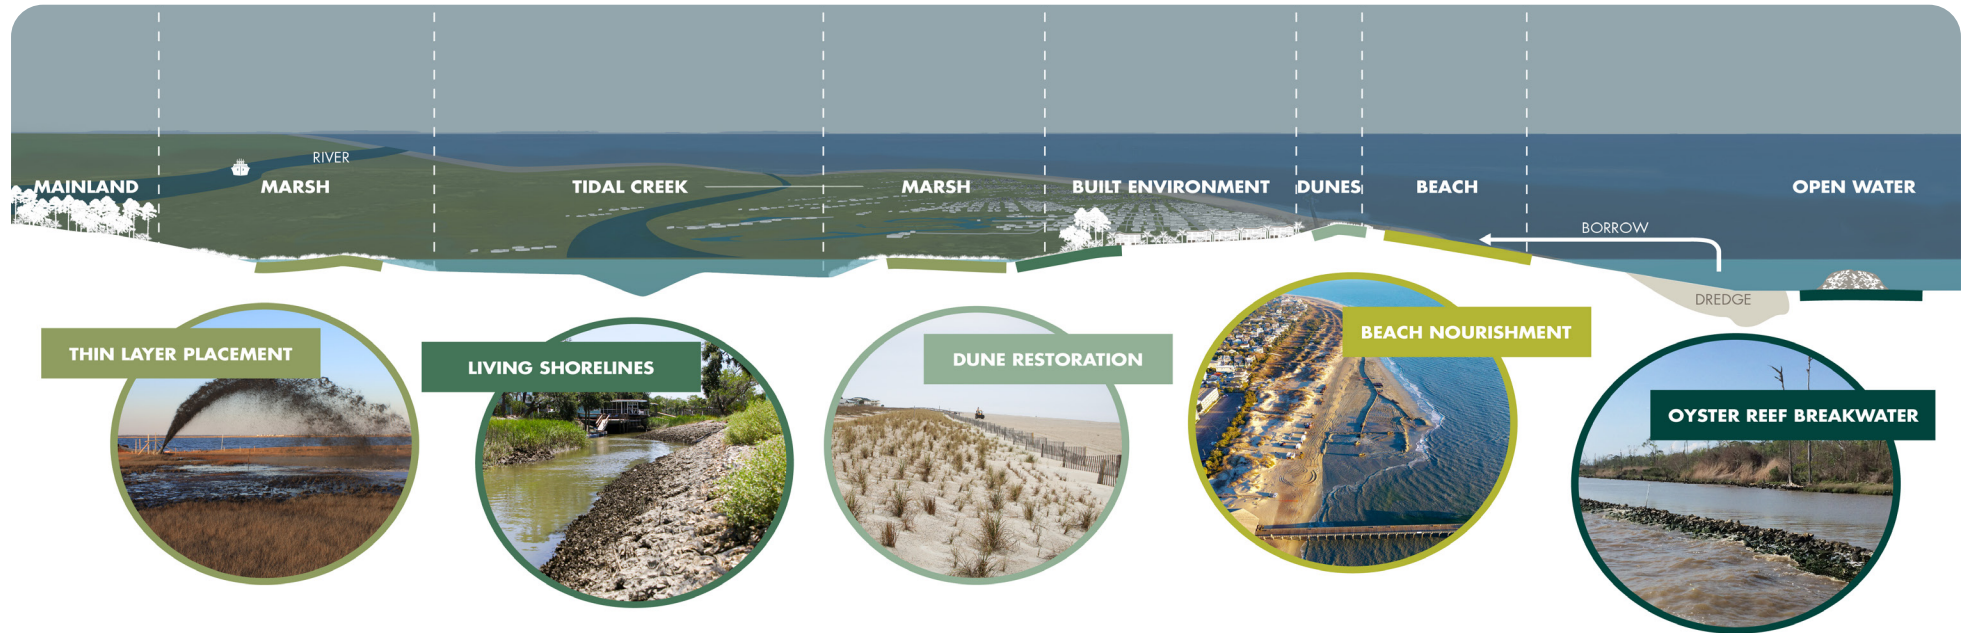 RIVER
MAINLAND
MARSH
TIDAL CREEK
MARSH
BUILT ENVIRONMENT
DUNES
BEACH
OPEN WATER
BORROW
DREDGE
THIN LAYER PLACEMENT
LIVING SHORELINES
DUNE RESTORATION
BEACH NOURISHMENT
OYSTER REEF BREAKWATER